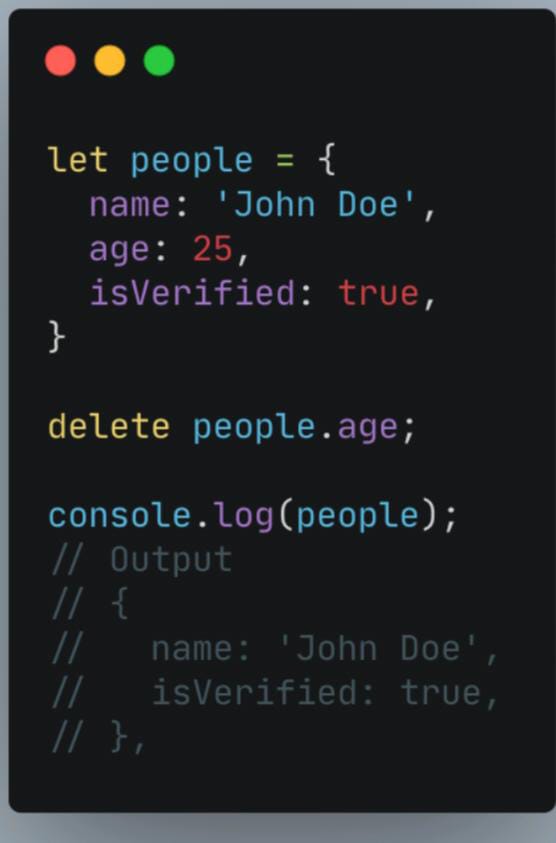 let people = {
  name: 'John Doe',
  age: 25,
  isVerified: true,
}
delete people.age;
console.log(people);
// Output
// {
//   name: 'John Doe',
//   isVerified: true,
// },